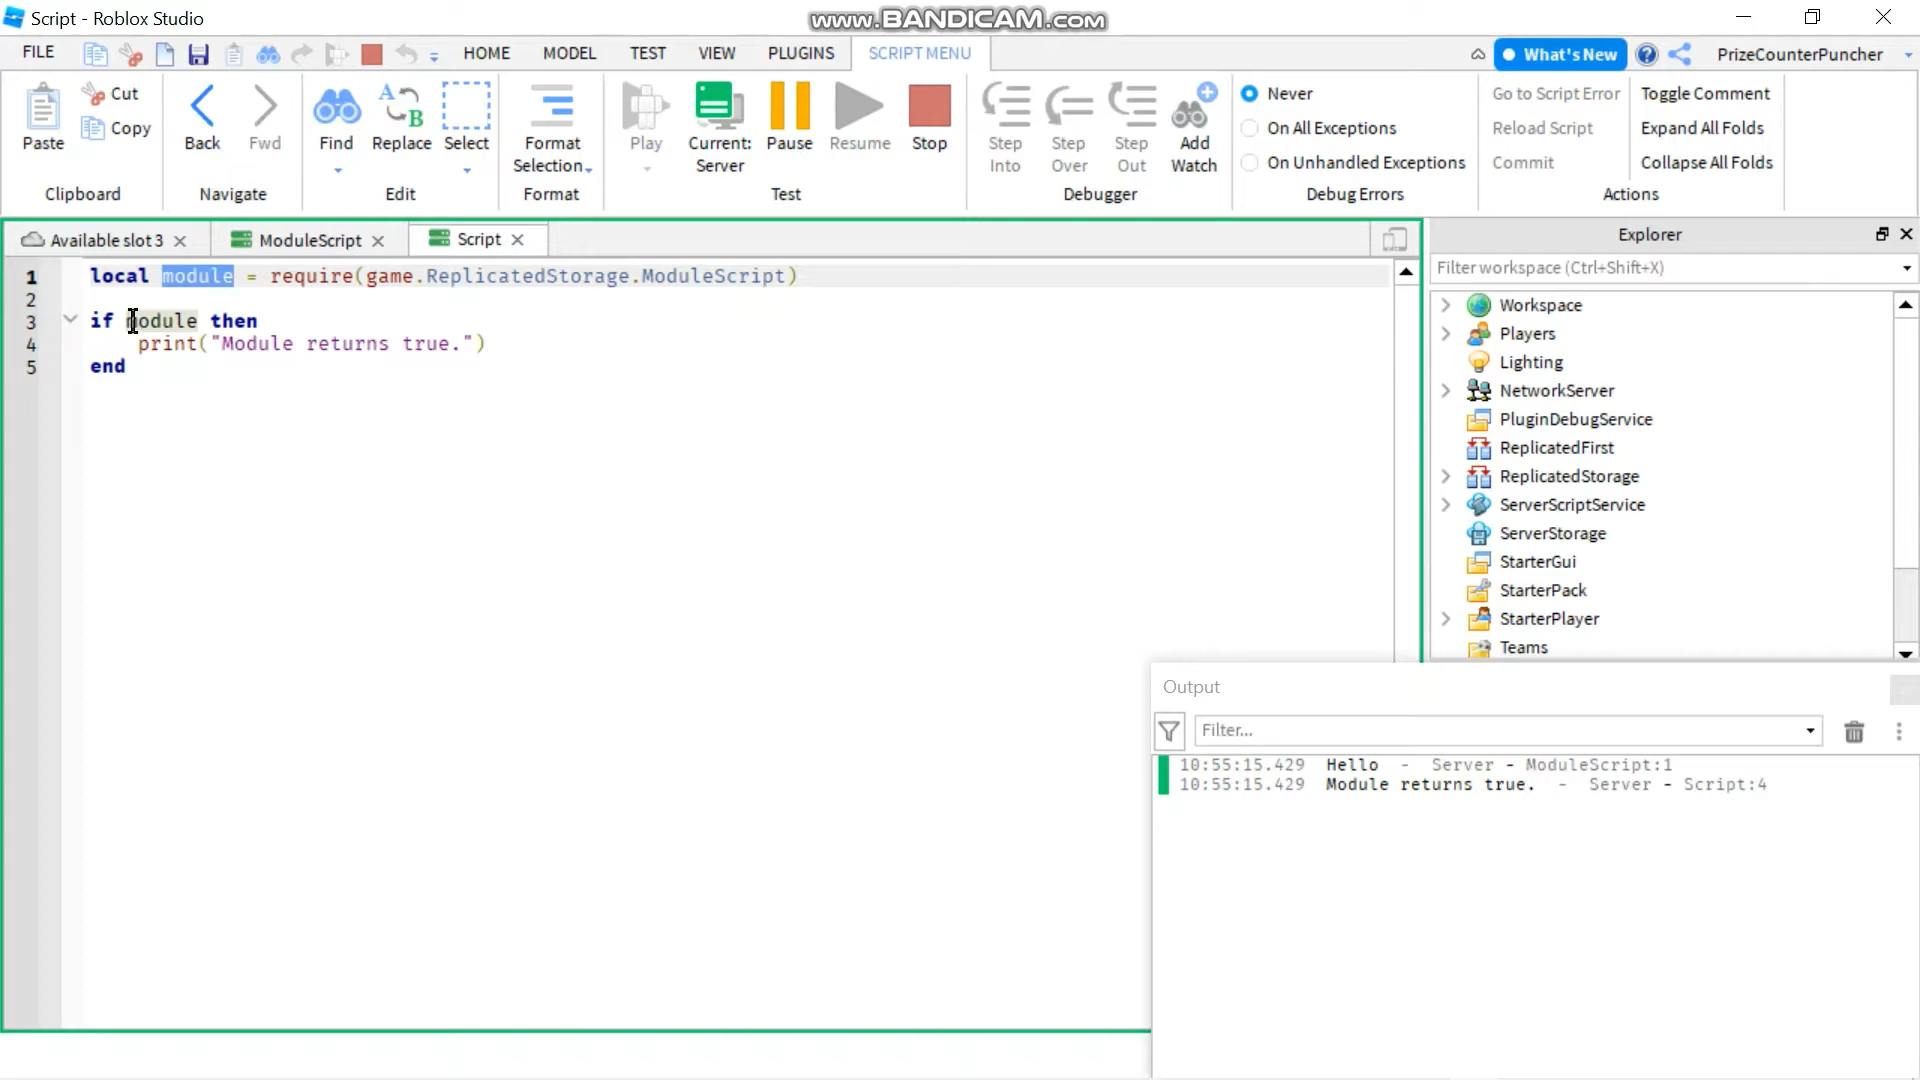 Script - Roblox Studio
www.BANDICAM.com
FILE
HOME
MODEL
TEST
VIEW
PLUGINS
SCRIPT MENU
What's New
PrizeCounterPuncher
Paste
Cut
Copy
Clipboard
Back
Fwd
Navigate
Find
Replace
Select
Edit
Format
Selection
Format
Play
Current:
Server
Pause
Resume
Stop
Test
Step
Into
Step
Over
Step
Out
Add
Watch
Debugger
Never
On All Exceptions
On Unhandled Exceptions
Debug Errors
Go to Script Error
Reload Script
Commit
Toggle Comment
Expand All Folds
Collapse All Folds
Actions
Available slot 3
ModuleScript
Script
1 local module = require(game.ReplicatedStorage.ModuleScript)
2
3 if module then
4 print("Module returns true.")
5 end
Explorer
Filter workspace (Ctrl+Shift+X)
Workspace
Players
Lighting
NetworkServer
PluginDebugService
ReplicatedFirst
ReplicatedStorage
ServerScriptService
ServerStorage
StarterGui
StarterPack
StarterPlayer
Teams
Output
Filter...
10:55:15.429 Hello - Server - ModuleScript:1
10:55:15.429 Module returns true. - Server - Script:4